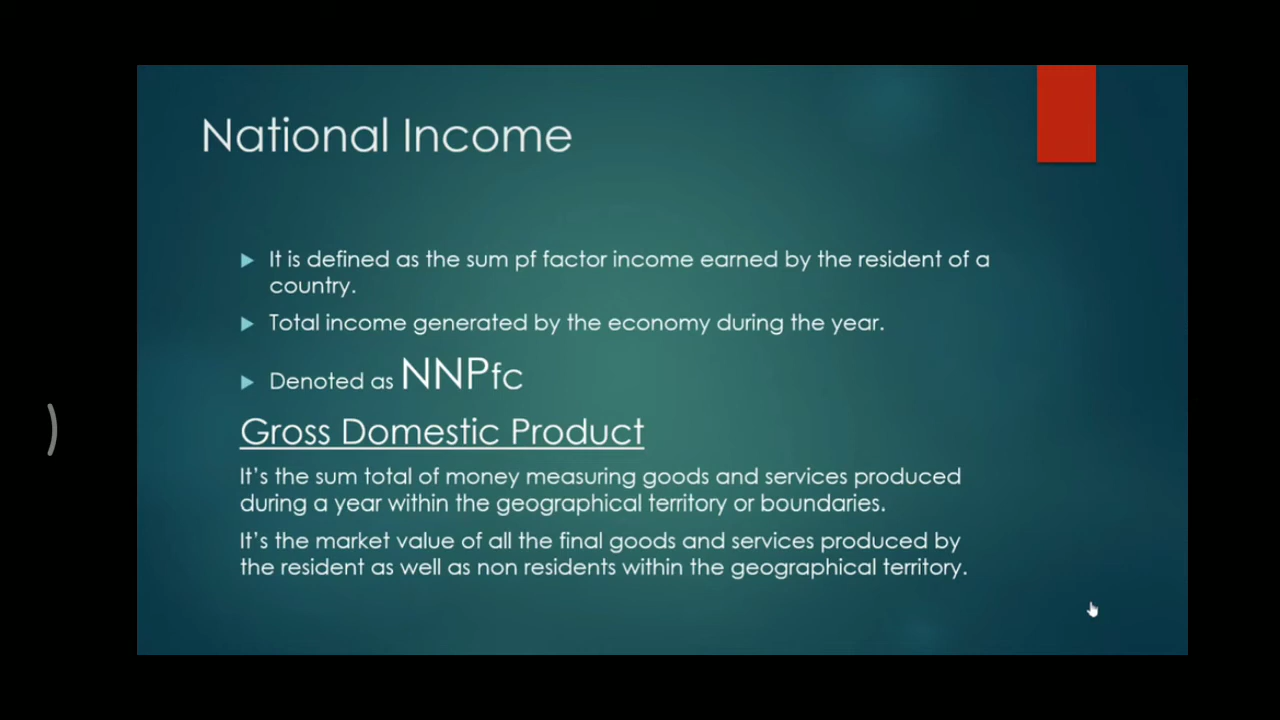 National Income
It is defined as the sum pf factor income earned by the resident of a
country.
Total income generated by the economy during the year.
Denoted as NNPfc
Gross Domestic Product
It's the sum total of money measuring goods and services produced
during a year within the geographical territory or boundaries.
It's the market value of all the final goods and services produced by
the resident as well as non residents within the geographical territory.